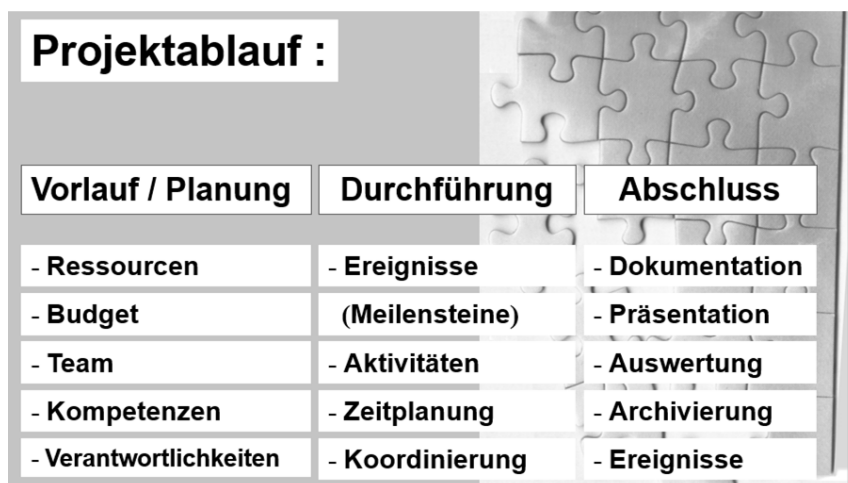 Projektablauf :
Vorlauf / Planung
- Ressourcen
- Budget
- Team
- Kompetenzen
- Verantwortlichkeiten
Durchführung
- Ereignisse
(Meilensteine)
- Aktivitäten
- Zeitplanung
- Koordinierung
Abschluss
- Dokumentation
- Präsentation
- Auswertung
- Archivierung
- Ereignisse